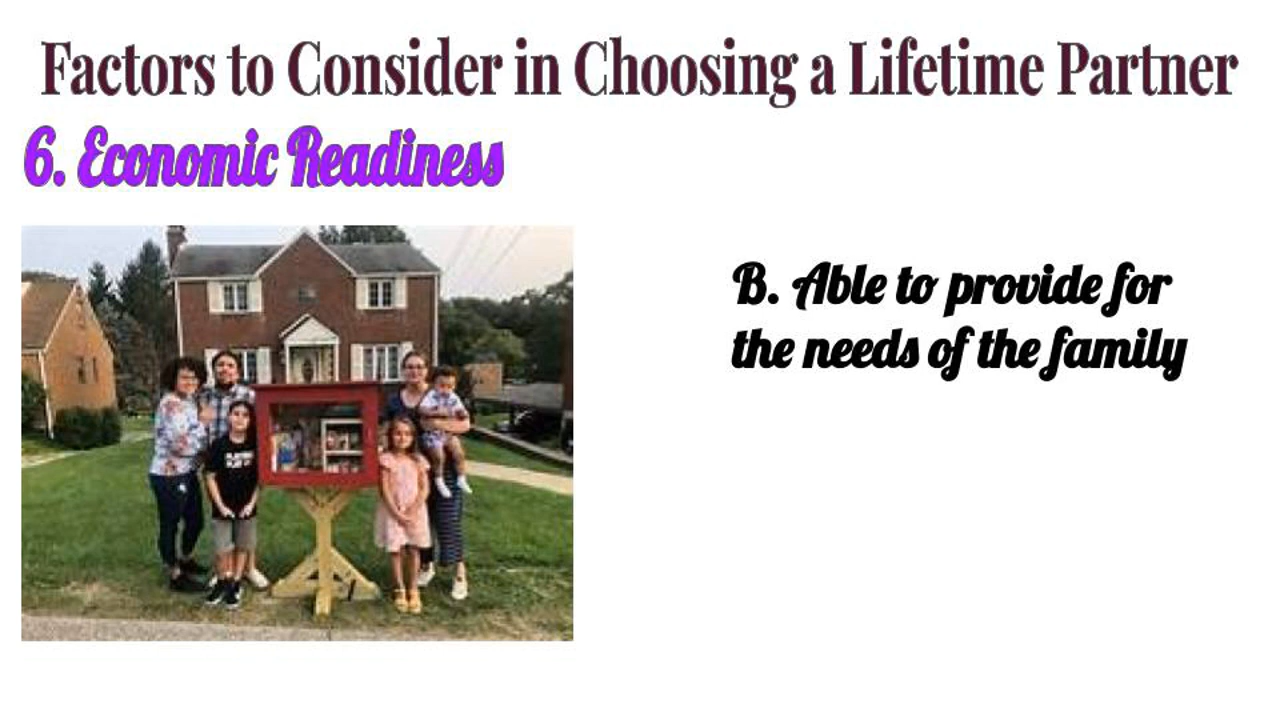 Factors to Consider in Choosing a Lifetime Partner
6. Economic Readiness
B. Able to provide for
the needs of the family